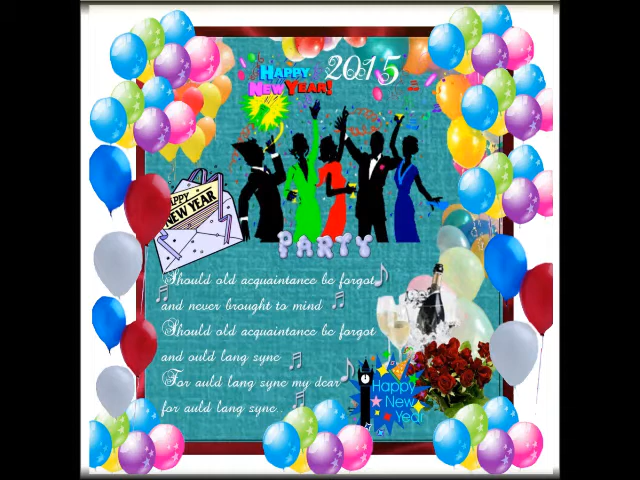 HAPPY
NEW YEAR!
2015
HAPPY
NEW YEAR
PARTY
Should old acquaintance be forgot
and never brought to mind
Should old acquaintance be forgot
and ould lang syne
For auld lang syne my dear
for auld lang syne..
Happy
New
Year